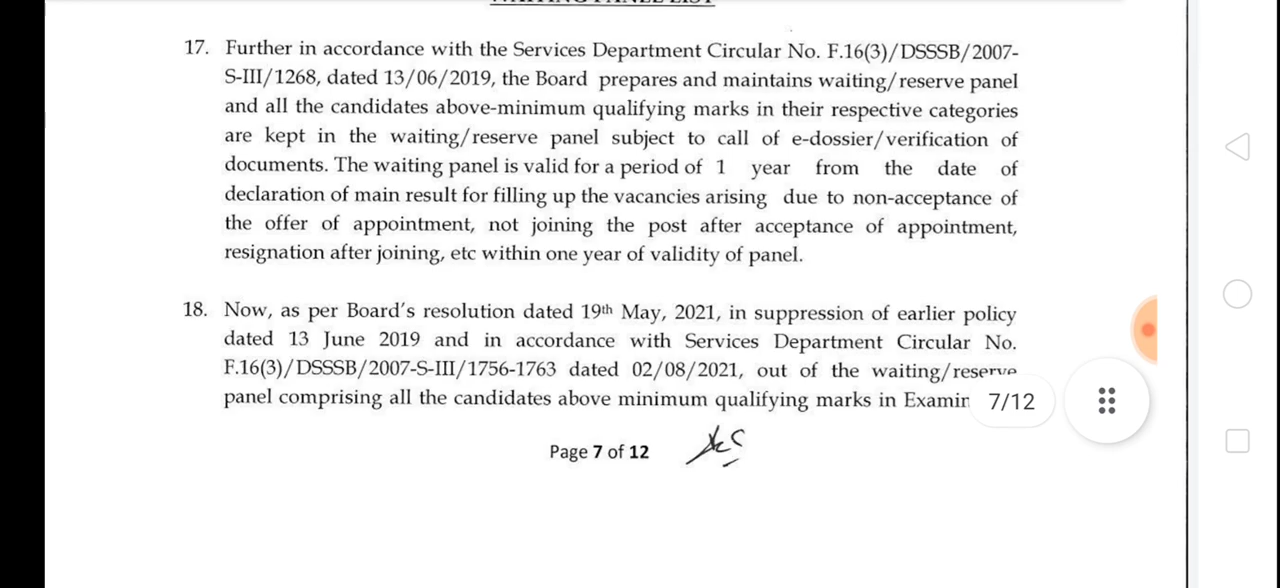 WAITING PANEL LIST
17. Further in accordance with the Services Department Circular No. F.16(3)/DSSSB/2007-
S-III/1268, dated 13/06/2019, the Board prepares and maintains waiting/reserve panel
and all the candidates above-minimum qualifying marks in their respective categories
are kept in the waiting/reserve panel subject to call of e-dossier/verification of
documents. The waiting panel is valid for a period of 1 year from the date of
declaration of main result for filling up the vacancies arising due to non-acceptance of
the offer of appointment, not joining the post after acceptance of appointment,
resignation after joining, etc within one year of validity of panel.
18. Now, as per Board's resolution dated 19th May, 2021, in suppression of earlier policy
dated 13 June 2019 and in accordance with Services Department Circular No.
F.16(3)/DSSSB/2007-S-III/1756-1763 dated 02/08/2021, out of the waiting/reserve
panel comprising all the candidates above minimum qualifying marks in Examin 7/12
Page 7 of 12